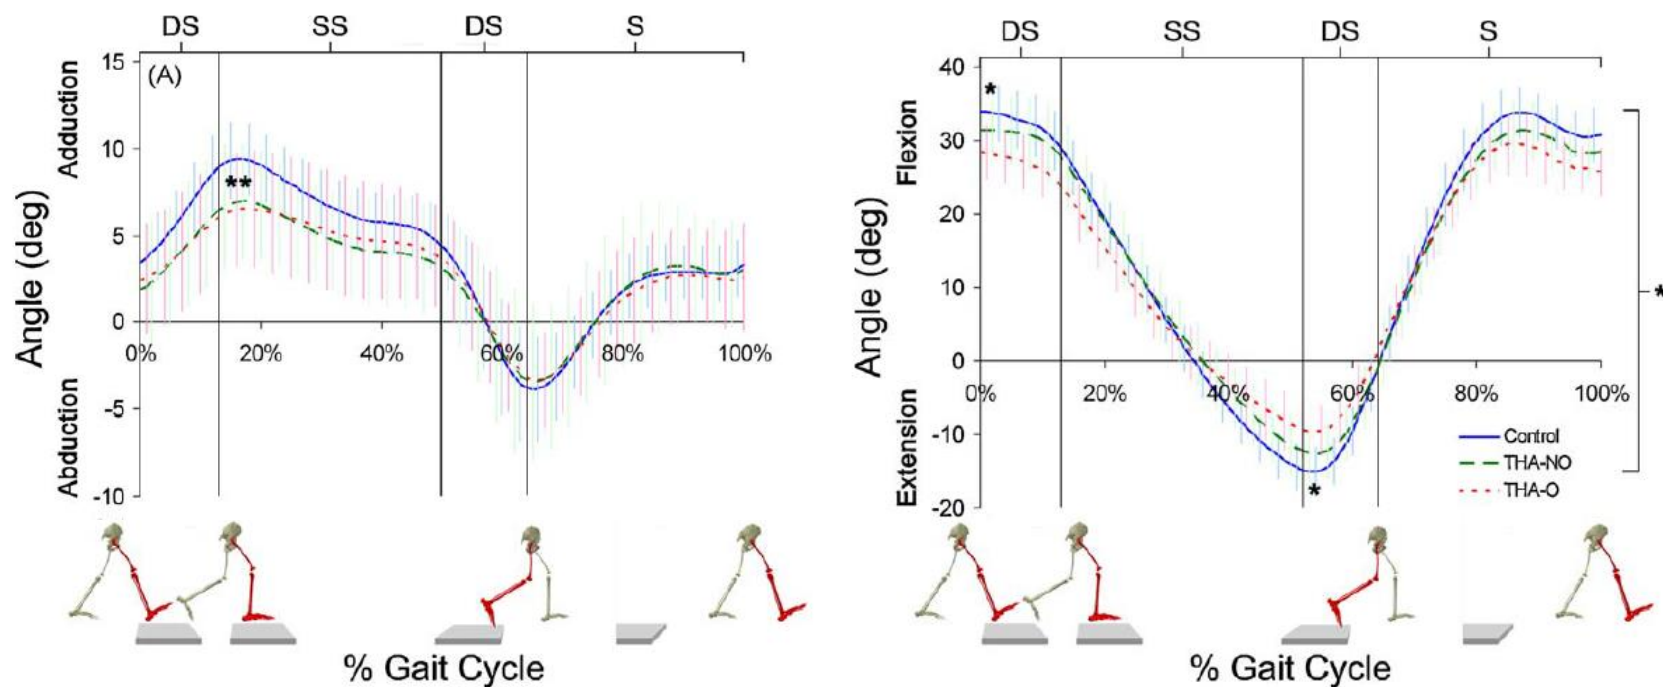 DS SS DS S
(A)
Adduction
Abduction
Angle (deg)
15
10
5
0
-5
-10
**
0% 20% 40% 60% 80% 100%
% Gait Cycle
DS SS DS S
Flexion
Extension
Angle (deg)
40
30
20
10
0
-10
-20
*
*
*
0% 20% 40% 60% 80% 100%
Control
THA-NO
THA-O
% Gait Cycle